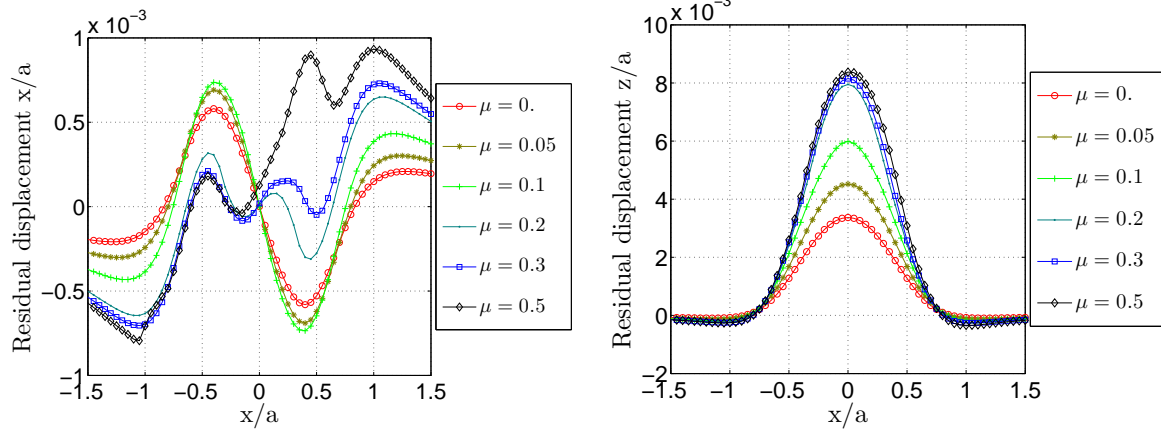 x 10⁻³
1
0.5
0
−0.5
−1
−1.5
−1
−0.5
0
0.5
1
1.5
x/a
Residual displacement x/a
μ = 0.
μ = 0.05
μ = 0.1
μ = 0.2
μ = 0.3
μ = 0.5
x 10⁻³
10
8
6
4
2
0
−2
−1.5
−1
−0.5
0
0.5
1
1.5
x/a
Residual displacement z/a
μ = 0.
μ = 0.05
μ = 0.1
μ = 0.2
μ = 0.3
μ = 0.5